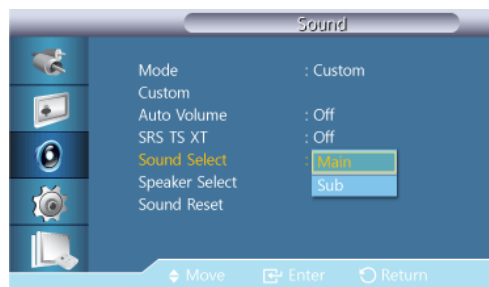 Sound
Mode : Custom
Custom
Auto Volume : Off
SRS TS XT : Off
Sound Select : Main
Sub
Speaker Select
Sound Reset
Move Enter Return